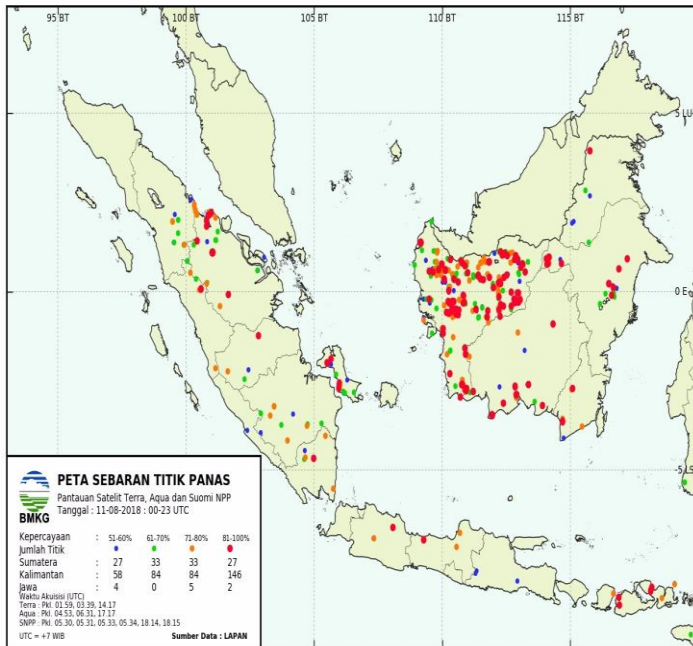 95 BT 100 BT 105 BT 110 BT 115 BT
5 LU
0 E
-5 LS
BMKG
PETA SEBARAN TITIK PANAS
Pantauan Satelit Terra, Aqua dan Suomi NPP
Tanggal : 11-08-2018 : 00-23 UTC
Kepercayaan : 51-60% 61-70% 71-80% 81-100%
Jumlah Titik
Sumatera : 27 33 33 27
Kalimantan : 58 84 84 146
Jawa : 4 0 5 2
Waktu Akuisisi (UTC)
Terra : Pkl. 01.59, 03.39, 14.17
Aqua : Pkl. 04.53, 06.31, 17.17
SNPP : Pkl. 05.30, 05.31, 05.33, 05.34, 18.14, 18.15
UTC = +7 WIB Sumber Data : LAPAN